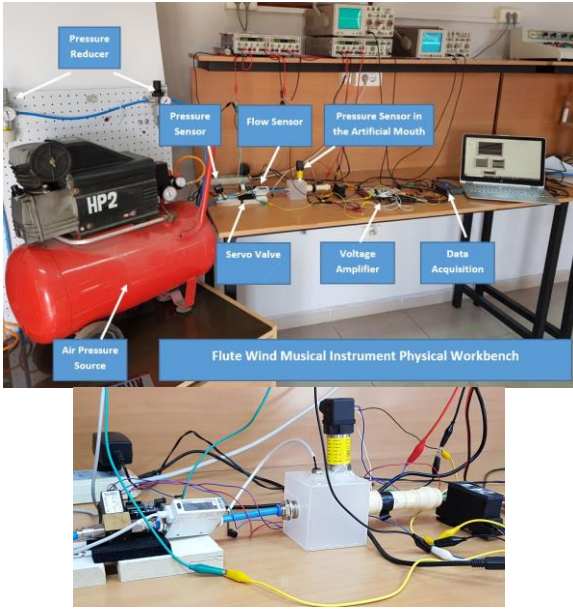 Pressure
Reducer
Pressure
Sensor
Flow Sensor
Pressure Sensor in
the Artificial Mouth
HP2
Servo Valve
Voltage
Amplifier
Data
Acquisition
Air Pressure
Source
Flute Wind Musical Instrument Physical Workbench